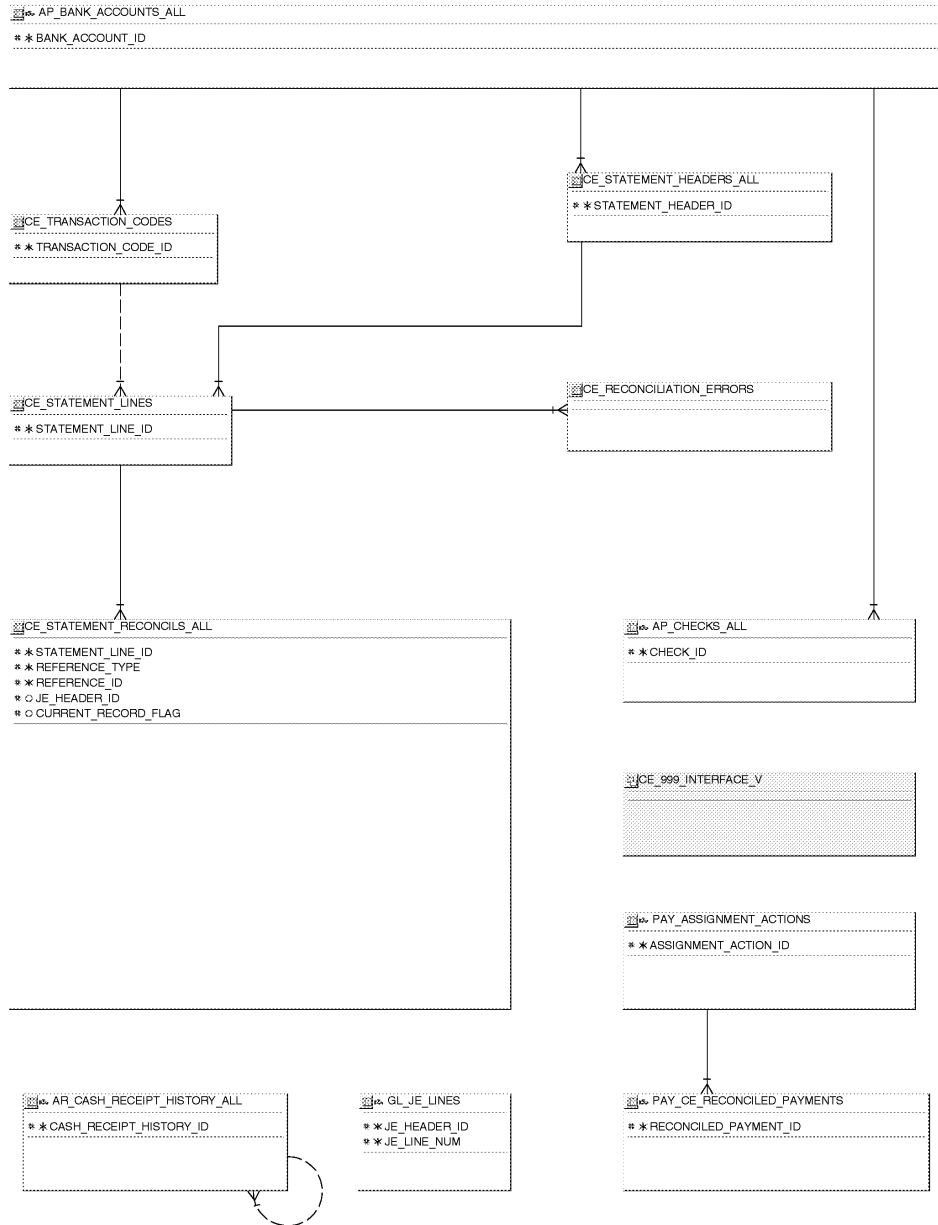 AP_BANK_ACCOUNTS_ALL
# * BANK_ACCOUNT_ID
CE_STATEMENT_HEADERS_ALL
# * STATEMENT_HEADER_ID
CE_TRANSACTION_CODES
# * TRANSACTION_CODE_ID
CE_RECONCILIATION_ERRORS
CE_STATEMENT_LINES
# * STATEMENT_LINE_ID
CE_STATEMENT_RECONCILS_ALL
# * STATEMENT_LINE_ID
# * REFERENCE_TYPE
# * REFERENCE_ID
# o JE_HEADER_ID
# o CURRENT_RECORD_FLAG
AP_CHECKS_ALL
# * CHECK_ID
CE_999_INTERFACE_V
PAY_ASSIGNMENT_ACTIONS
# * ASSIGNMENT_ACTION_ID
AR_CASH_RECEIPT_HISTORY_ALL
# * CASH_RECEIPT_HISTORY_ID
GL_JE_LINES
# * JE_HEADER_ID
# * JE_LINE_NUM
PAY_CE_RECONCILED_PAYMENTS
# * RECONCILED_PAYMENT_ID